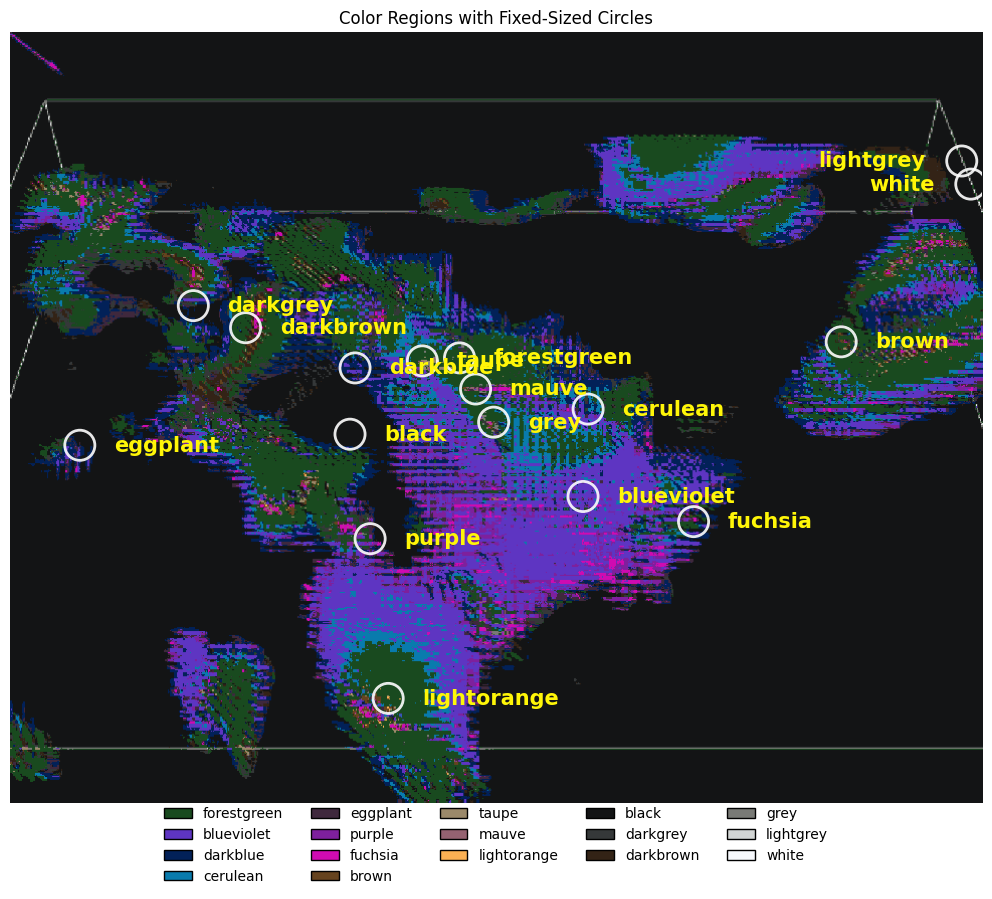 Color Regions with Fixed-Sized Circles
lightgrey
white
darkgrey
darkbrown
brown
forestgreen
taupe
darkblue
mauve
cerulean
grey
black
eggplant
blueviolet
fuchsia
purple
lightorange
forestgreen eggplant taupe black grey
blueviolet purple mauve darkgrey lightgrey
darkblue fuchsia lightorange darkbrown white
cerulean brown